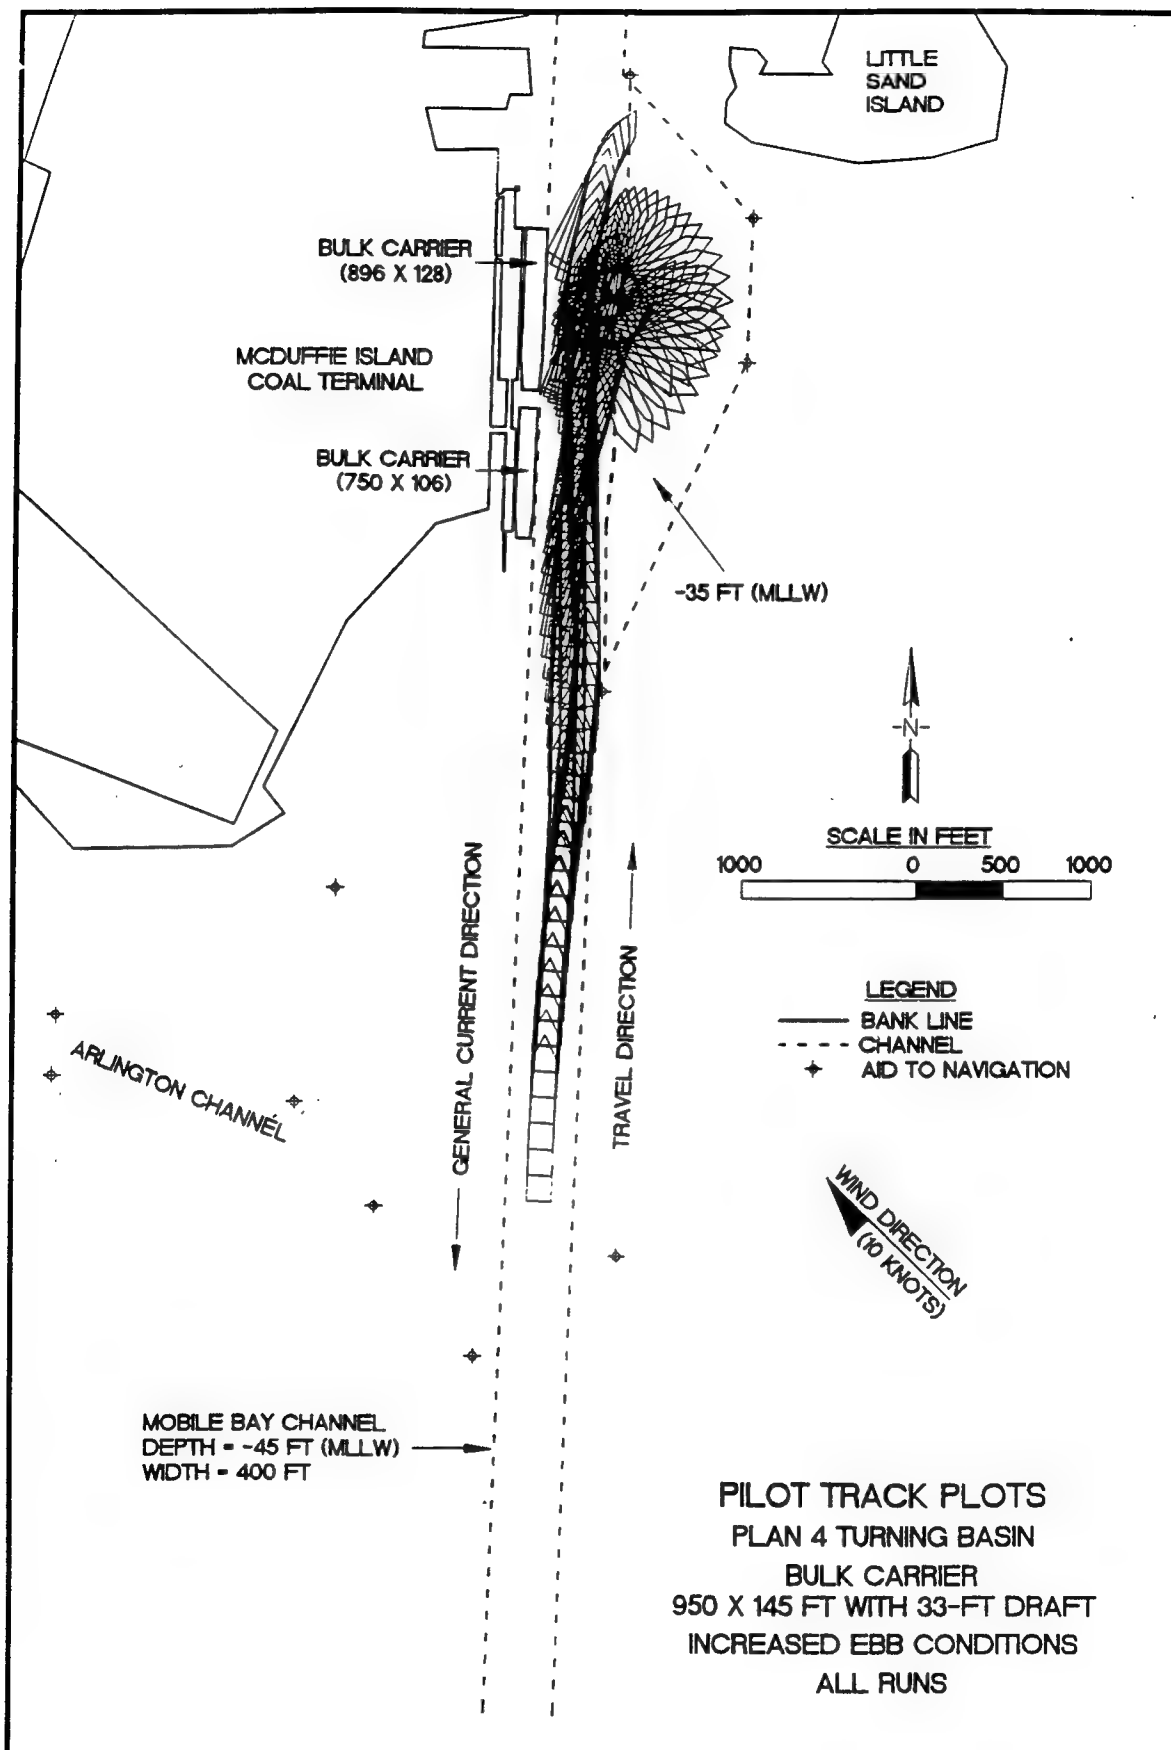 LITTLE
SAND
ISLAND
BULK CARRIER
(896 X 128)
MCDUFFIE ISLAND
COAL TERMINAL
BULK CARRIER
(750 X 106)
-35 FT (MLLW)
-N-
SCALE IN FEET
1000 0 500 1000
GENERAL CURRENT DIRECTION
TRAVEL DIRECTION
LEGEND
BANK LINE
CHANNEL
AID TO NAVIGATION
ARLINGTON CHANNEL
WIND DIRECTION
(10 KNOTS)
MOBILE BAY CHANNEL
DEPTH = -45 FT (MLLW)
WIDTH = 400 FT
PILOT TRACK PLOTS
PLAN 4 TURNING BASIN
BULK CARRIER
950 X 145 FT WITH 33-FT DRAFT
INCREASED EBB CONDITIONS
ALL RUNS